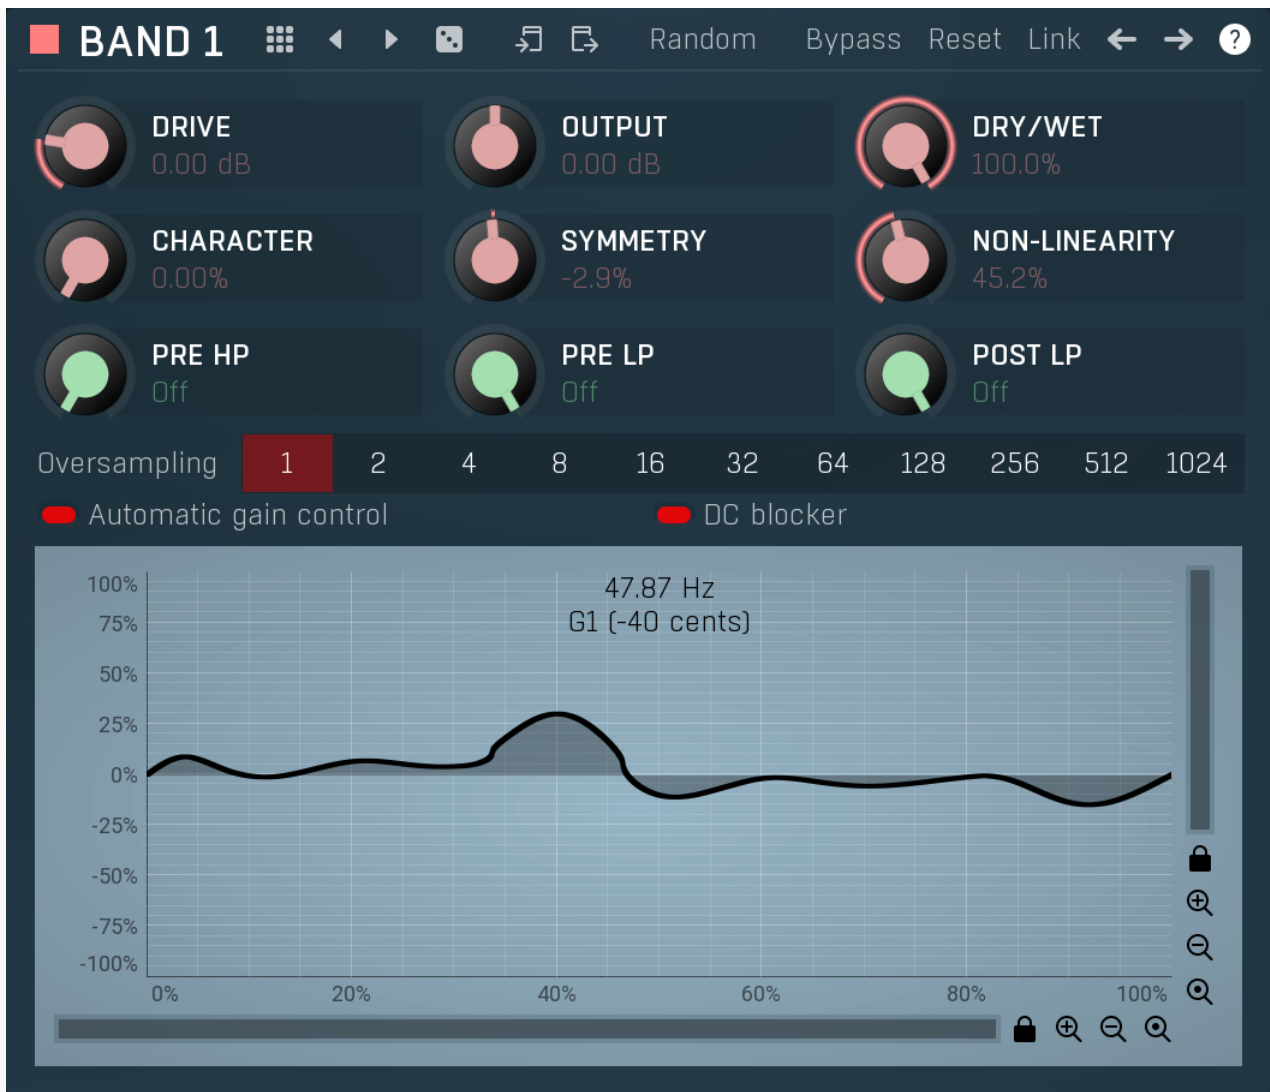 BAND 1 Random Bypass Reset Link ?
DRIVE OUTPUT DRY/WET
0.00 dB 0.00 dB 100.0%
CHARACTER SYMMETRY NON-LINEARITY
0.00% -2.9% 45.2%
PRE HP PRE LP POST LP
Off Off Off
Oversampling 1 2 4 8 16 32 64 128 256 512 1024
Automatic gain control DC blocker
47.87 Hz
G1 (-40 cents)
100%
75%
50%
25%
0%
-25%
-50%
-75%
-100%
0% 20% 40% 60% 80% 100%